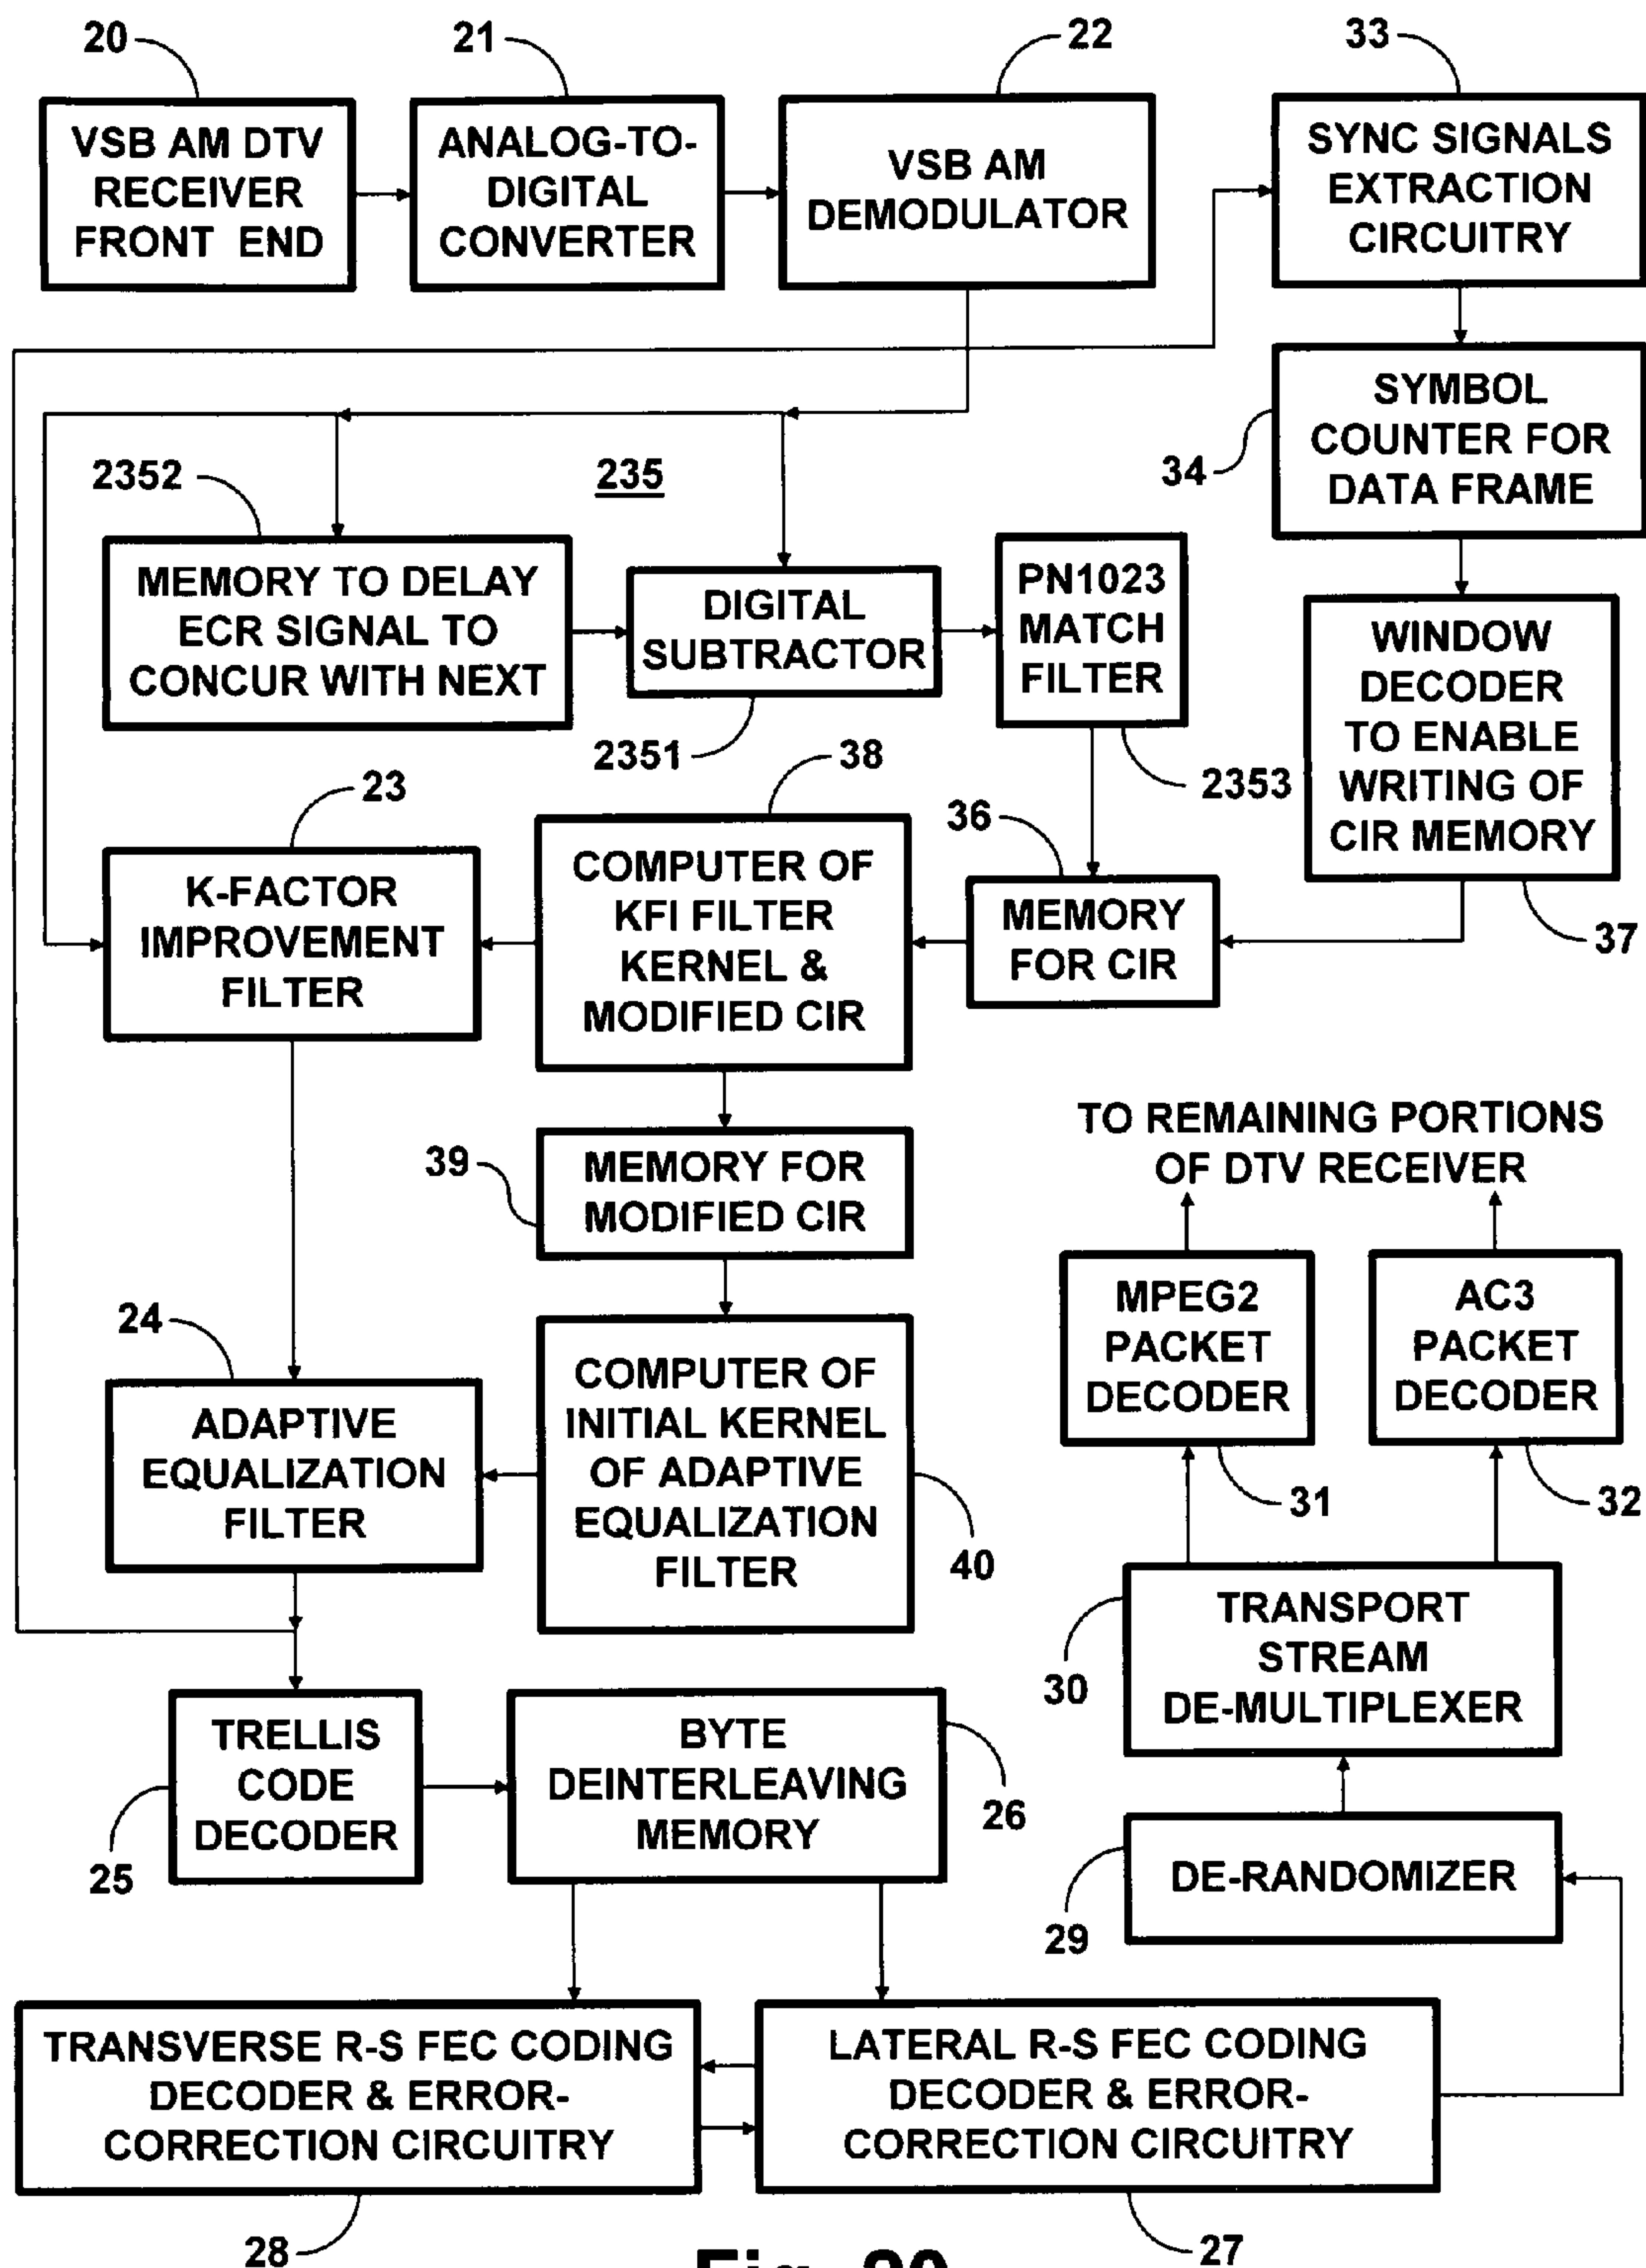 20
21
22
33
VSB AM DTV
RECEIVER
FRONT END
ANALOG-TO-
DIGITAL
CONVERTER
VSB AM
DEMODULATOR
SYNC SIGNALS
EXTRACTION
CIRCUITRY
SYMBOL
COUNTER FOR
DATA FRAME
34
2352
235
MEMORY TO DELAY
ECR SIGNAL TO
CONCUR WITH NEXT
DIGITAL
SUBTRACTOR
2351
PN1023
MATCH
FILTER
2353
WINDOW
DECODER
TO ENABLE
WRITING OF
CIR MEMORY
37
23
K-FACTOR
IMPROVEMENT
FILTER
38
COMPUTER OF
KFI FILTER
KERNEL &
MODIFIED CIR
36
MEMORY
FOR CIR
39
MEMORY FOR
MODIFIED CIR
TO REMAINING PORTIONS
OF DTV RECEIVER
MPEG2
PACKET
DECODER
31
AC3
PACKET
DECODER
32
24
ADAPTIVE
EQUALIZATION
FILTER
COMPUTER OF
INITIAL KERNEL
OF ADAPTIVE
EQUALIZATION
FILTER
40
TRANSPORT
STREAM
DE-MULTIPLEXER
30
TRELLIS
CODE
DECODER
25
BYTE
DEINTERLEAVING
MEMORY
26
DE-RANDOMIZER
29
TRANSVERSE R-S FEC CODING
DECODER & ERROR-
CORRECTION CIRCUITRY
28
LATERAL R-S FEC CODING
DECODER & ERROR-
CORRECTION CIRCUITRY
27